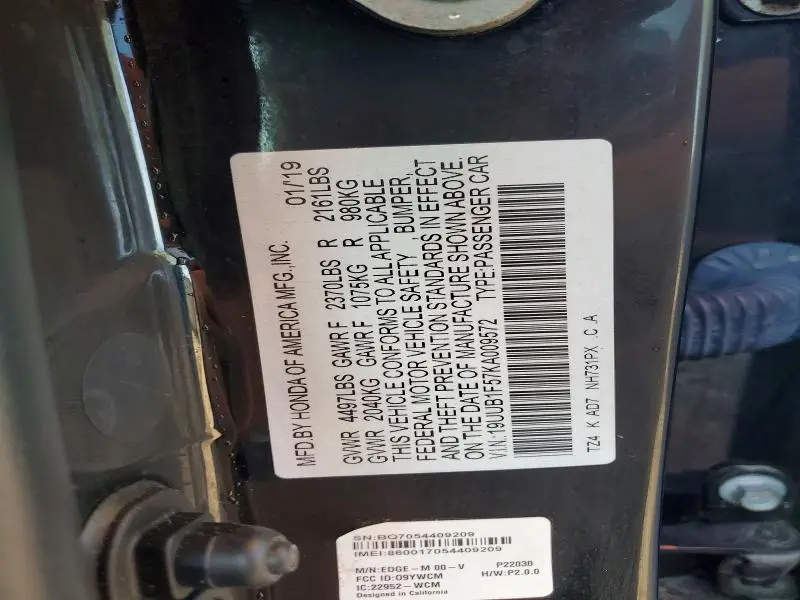 MFD.BY HONDA OF AMERICA MFG.,INC. 01/'19
GVWR 4497LBS GAWR F 2370LBS R 2161LBS
GVWR 2040KG GAWR F 1075KG R 980KG
THIS VEHICLE CONFORMS TO ALL APPLICABLE
FEDERAL MOTOR VEHICLE SAFETY , BUMPER,
AND THEFT PREVENTION STANDARDS IN EFFECT
ON THE DATE OF MANUFACTURE SHOWN ABOVE.
V.I.N.:19UUB1F57KA009572 TYPE:PASSENGER CAR
TZ4 K AD7 NH731PX .C .A
SN:BQ7054409209
IMEI:860017054409209
M/N:EDGE-M 00-V P22030
FCC ID:O9YWCM H/W:P2.0.0
IC:22952-WCM
Designed in California